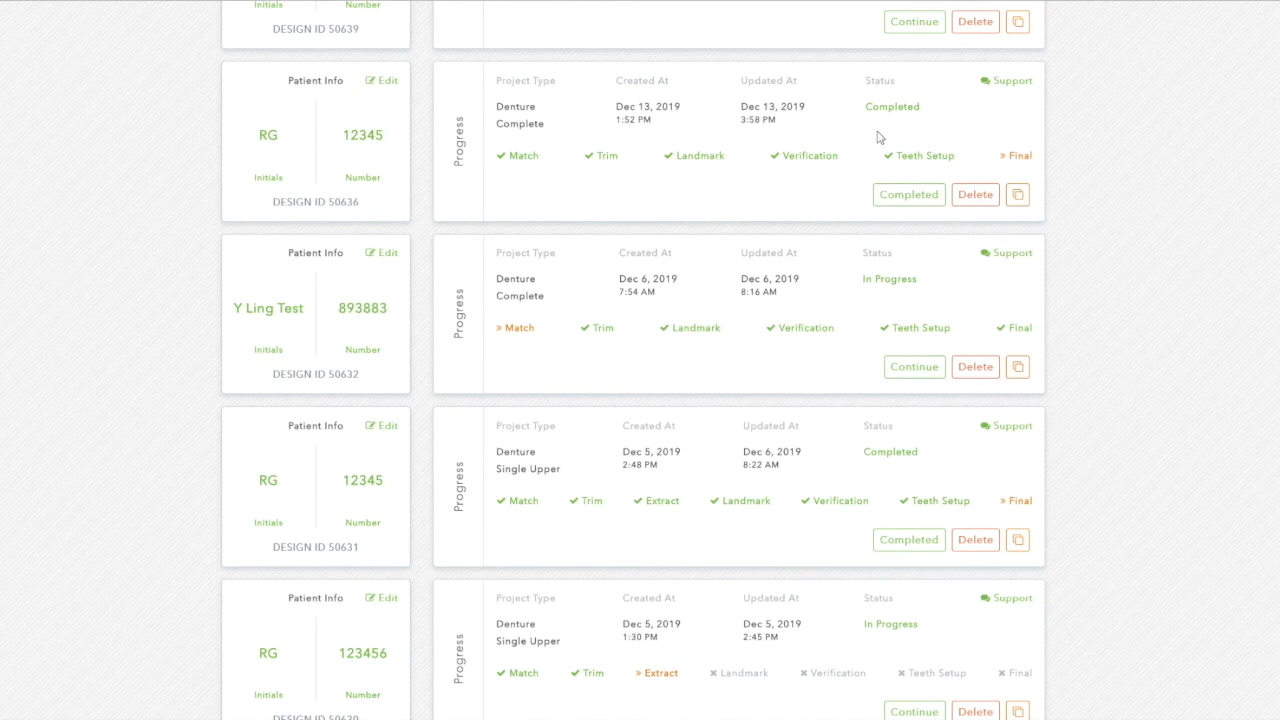 Initials Number
DESIGN ID 50639
Continue Delete
Patient Info Edit
RG 12345
Initials Number
DESIGN ID 50636
Progress
Project Type Created At Updated At Status Support
Denture Dec 13, 2019 Dec 13, 2019 Completed
Complete 1:52 PM 3:58 PM
Match Trim Landmark Verification Teeth Setup Final
Completed Delete
Patient Info Edit
Y Ling Test 893883
Initials Number
DESIGN ID 50632
Progress
Project Type Created At Updated At Status Support
Denture Dec 6, 2019 Dec 6, 2019 In Progress
Complete 7:54 AM 8:16 AM
Match Trim Landmark Verification Teeth Setup Final
Continue Delete
Patient Info Edit
RG 12345
Initials Number
DESIGN ID 50631
Progress
Project Type Created At Updated At Status Support
Denture Dec 5, 2019 Dec 6, 2019 Completed
Single Upper 2:48 PM 8:22 AM
Match Trim Extract Landmark Verification Teeth Setup Final
Completed Delete
Patient Info Edit
RG 123456
Initials Number
DESIGN ID 50630
Progress
Project Type Created At Updated At Status Support
Denture Dec 5, 2019 Dec 5, 2019 In Progress
Single Upper 1:30 PM 2:45 PM
Match Trim Extract Landmark Verification Teeth Setup Final
Continue Delete